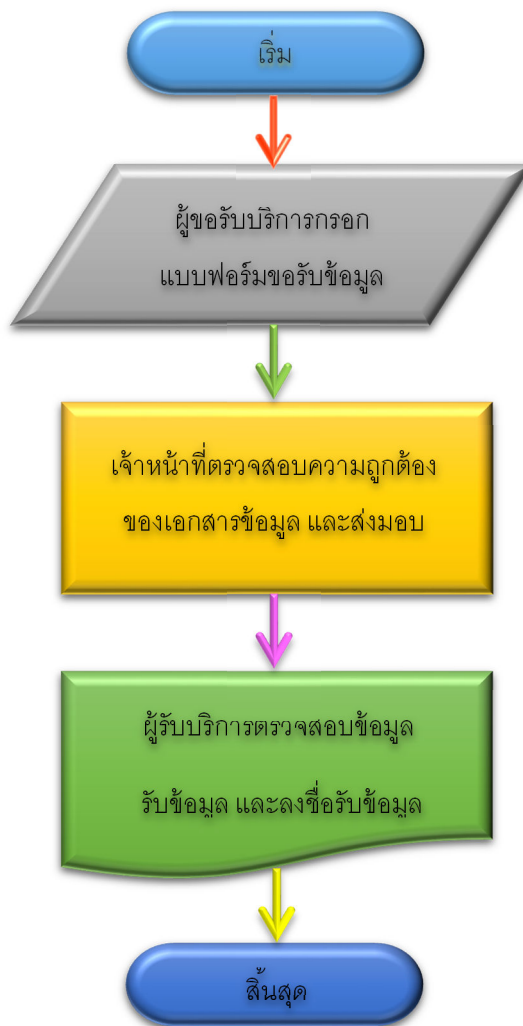 เริ่ม
ผู้ขอรับบริการกรอก
แบบฟอร์มขอรับข้อมูล
เจ้าหน้าที่ตรวจสอบความถูกต้อง
ของเอกสารข้อมูล และส่งมอบ
ผู้รับบริการตรวจสอบข้อมูล
รับข้อมูล และลงชื่อรับข้อมูล
สิ้นสุด